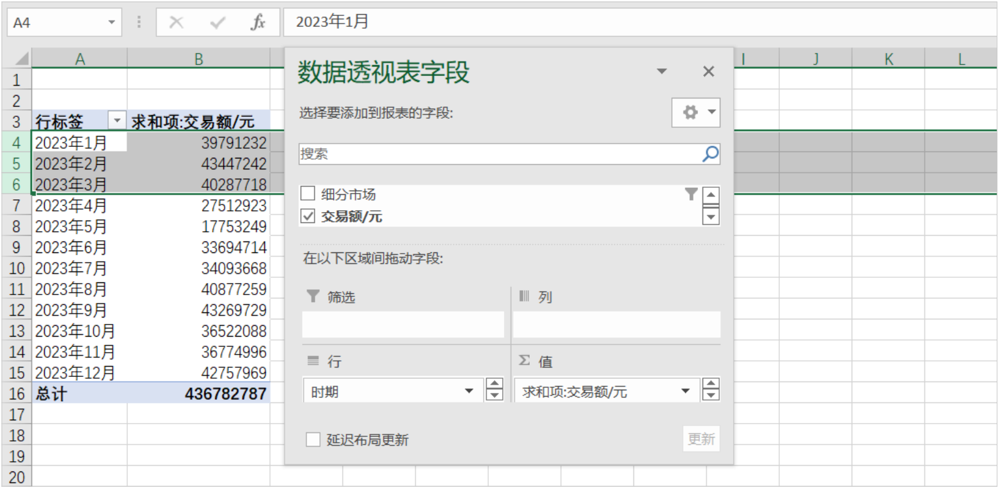 A4 fx 2023年1月
A B I J K L
数据透视表字段
选择要添加到报表的字段:
搜索
细分市场
交易额/元
在以下区域间拖动字段:
筛选 列
行 值
时期 求和项:交易额/元
延迟布局更新 更新
1
2
3 行标签 求和项:交易额/元
4 2023年1月 39791232
5 2023年2月 43447242
6 2023年3月 40287718
7 2023年4月 27512923
8 2023年5月 17753249
9 2023年6月 33694714
10 2023年7月 34093668
11 2023年8月 40877259
12 2023年9月 43269729
13 2023年10月 36522088
14 2023年11月 36774996
15 2023年12月 42757969
16 总计 436782787
17
18
19
20